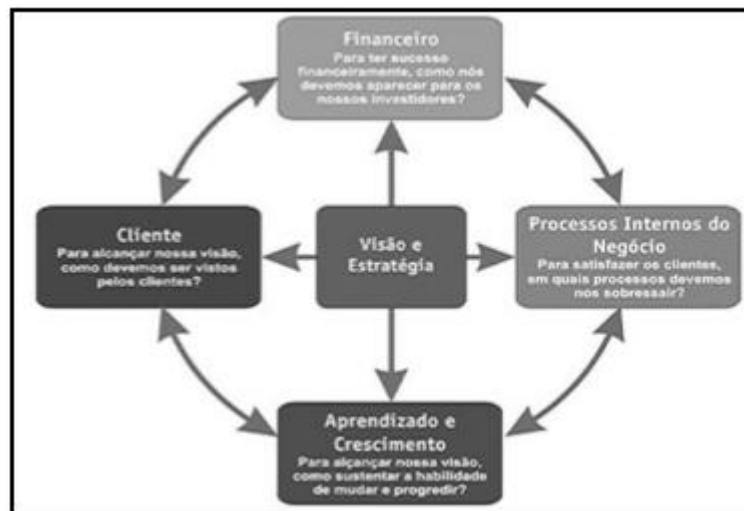 Financeiro
Para ter sucesso
financeiramente, como nós
devemos aparecer para os
nossos investidores?
Cliente
Para alcançar nossa visão,
como devemos ser vistos
pelos clientes?
Visão e
Estratégia
Processos Internos do
Negócio
Para satisfazer os clientes,
em quais processos devemos
nos sobressair?
Aprendizado e
Crescimento
Para alcançar nossa visão,
como sustentar a habilidade
de mudar e progredir?